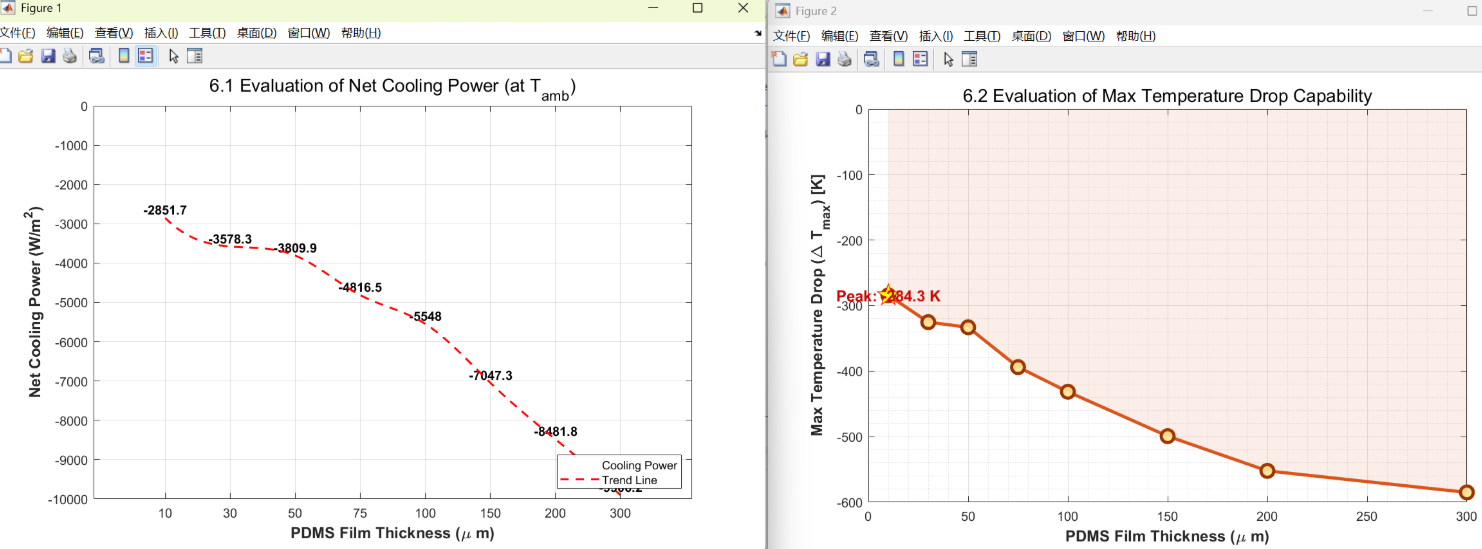 Figure 1
文件(F) 编辑(E) 查看(V) 插入(I) 工具(T) 桌面(D) 窗口(W) 帮助(H)
6.1 Evaluation of Net Cooling Power (at T_amb)
Net Cooling Power (W/m²)
0
-1000
-2000
-3000
-4000
-5000
-6000
-7000
-8000
-9000
-10000
-2851.7
-3578.3
-3809.9
-4816.5
-5548
-7047.3
-8481.8
Cooling Power
Trend Line
10 30 50 75 100 150 200 300
PDMS Film Thickness (μ m)
Figure 2
文件(F) 编辑(E) 查看(V) 插入(I) 工具(T) 桌面(D) 窗口(W) 帮助(H)
6.2 Evaluation of Max Temperature Drop Capability
Max Temperature Drop (△ T_max) [K]
0
-100
-200
-300
-400
-500
-600
Peak: -284.3 K
0 50 100 150 200 250 300
PDMS Film Thickness (μ m)